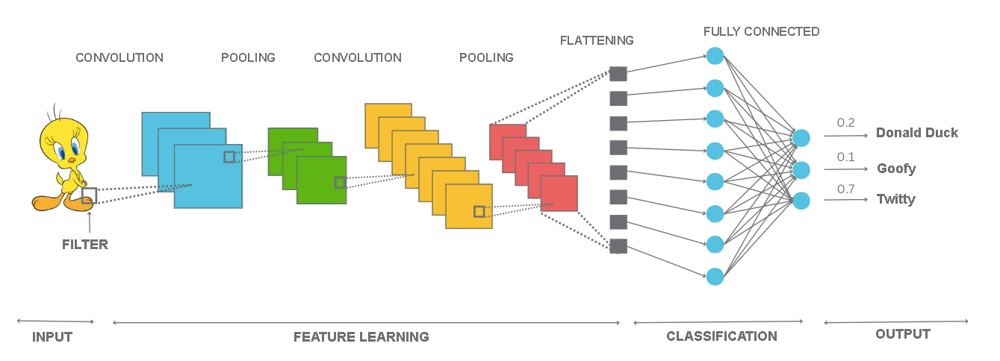 FULLY CONNECTED
FLATTENING
CONVOLUTION
POOLING
CONVOLUTION
POOLING
0.2
Donald Duck
0.1
Goofy
0.7
Twitty
FILTER
INPUT
FEATURE LEARNING
CLASSIFICATION
OUTPUT